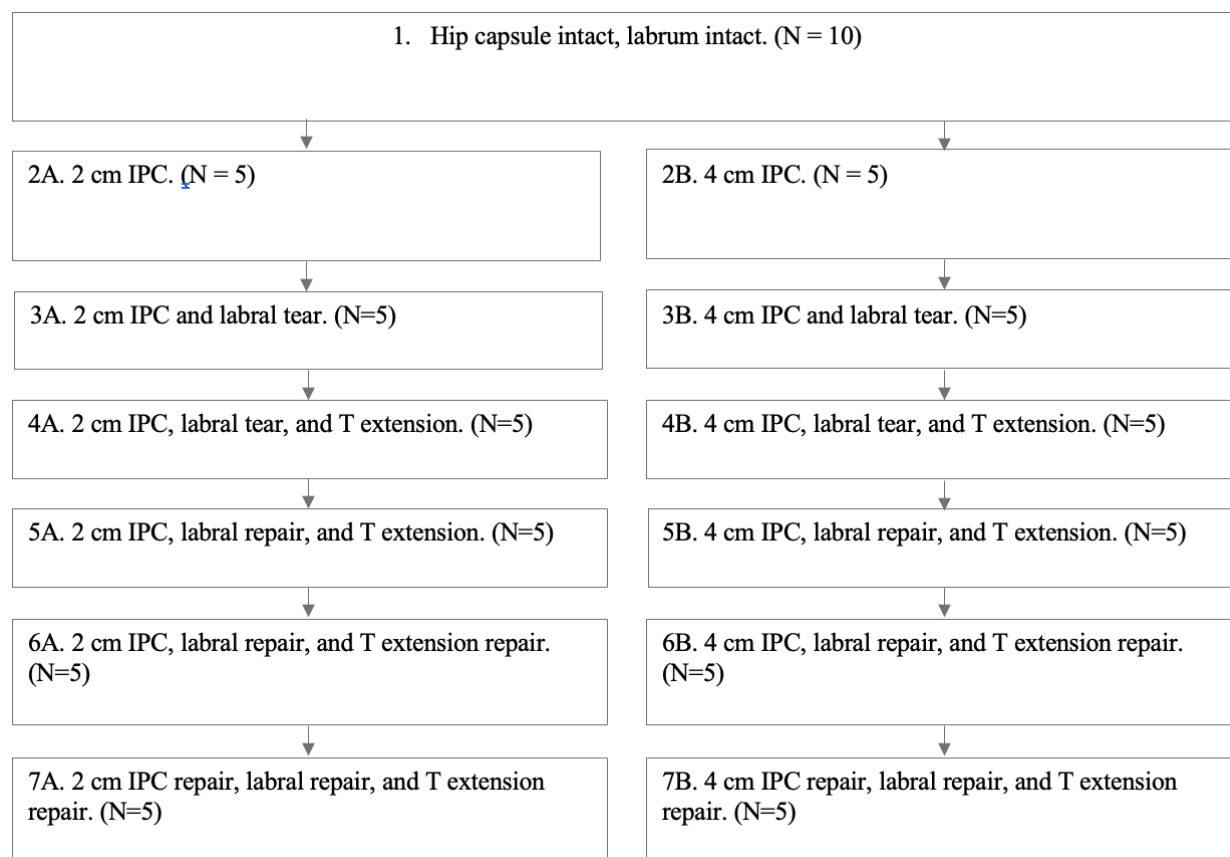 1. Hip capsule intact, labrum intact. (N = 10)
2A. 2 cm IPC. (N = 5)
2B. 4 cm IPC. (N = 5)
3A. 2 cm IPC and labral tear. (N=5)
3B. 4 cm IPC and labral tear. (N=5)
4A. 2 cm IPC, labral tear, and T extension. (N=5)
4B. 4 cm IPC, labral tear, and T extension. (N=5)
5A. 2 cm IPC, labral repair, and T extension. (N=5)
5B. 4 cm IPC, labral repair, and T extension. (N=5)
6A. 2 cm IPC, labral repair, and T extension repair.
(N=5)
6B. 4 cm IPC, labral repair, and T extension repair.
(N=5)
7A. 2 cm IPC repair, labral repair, and T extension
repair. (N=5)
7B. 4 cm IPC repair, labral repair, and T extension
repair. (N=5)